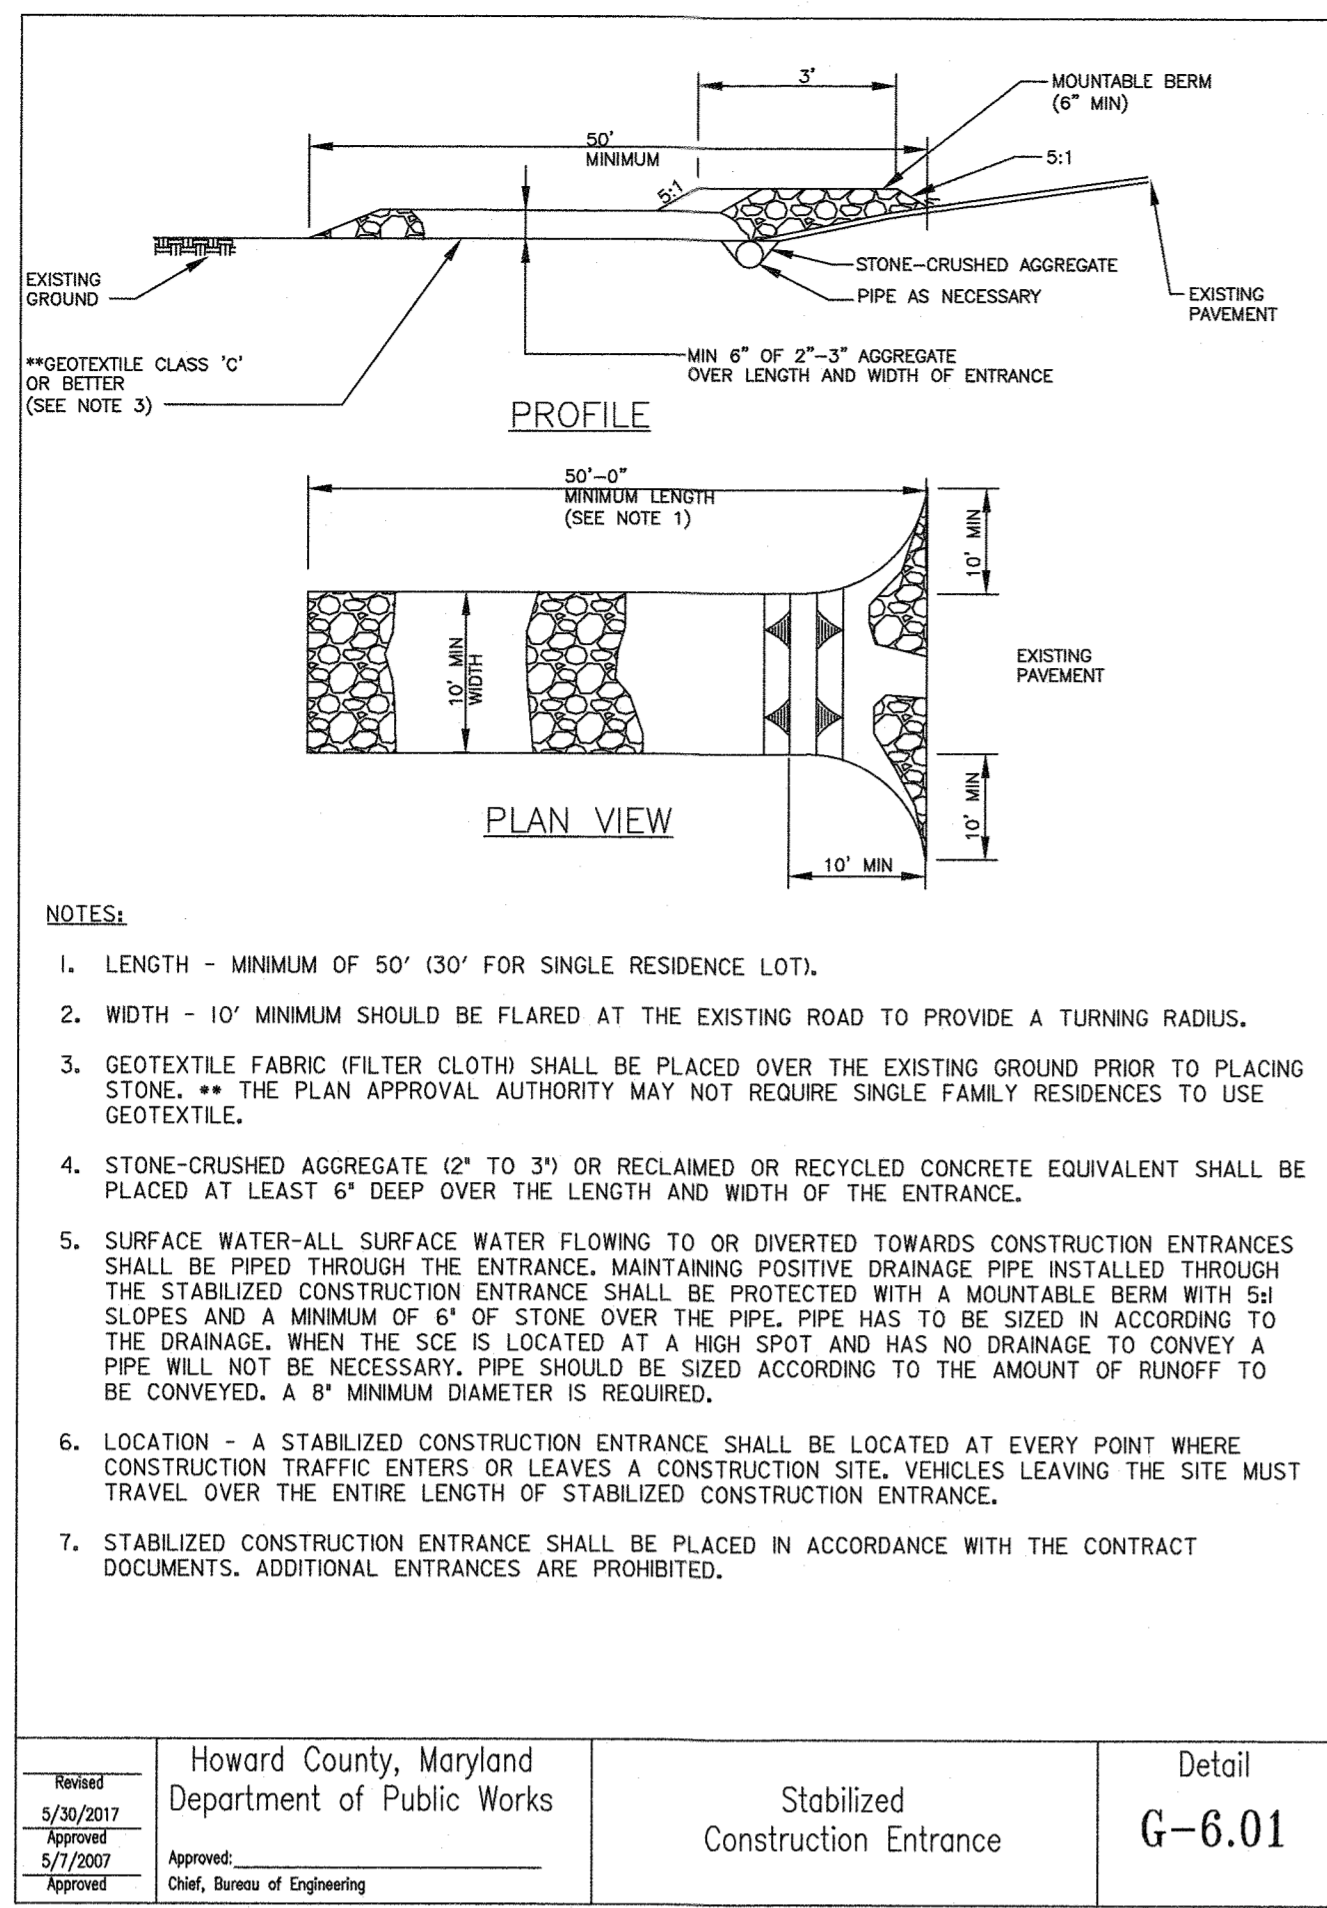 3'
MOUNTABLE BERM
(6" MIN)
50'
MINIMUM
5:1
5:1
EXISTING
GROUND
STONE-CRUSHED AGGREGATE
PIPE AS NECESSARY
EXISTING
PAVEMENT
**GEOTEXTILE CLASS 'C'
OR BETTER
(SEE NOTE 3)
MIN 6" OF 2"-3" AGGREGATE
OVER LENGTH AND WIDTH OF ENTRANCE
PROFILE
50'-0"
MINIMUM LENGTH
(SEE NOTE 1)
10' MIN
10' MIN
WIDTH
EXISTING
PAVEMENT
10' MIN
PLAN VIEW
10' MIN
NOTES:
1. LENGTH - MINIMUM OF 50' (30' FOR SINGLE RESIDENCE LOT).
2. WIDTH - 10' MINIMUM SHOULD BE FLARED AT THE EXISTING ROAD TO PROVIDE A TURNING RADIUS.
3. GEOTEXTILE FABRIC (FILTER CLOTH) SHALL BE PLACED OVER THE EXISTING GROUND PRIOR TO PLACING
STONE. ** THE PLAN APPROVAL AUTHORITY MAY NOT REQUIRE SINGLE FAMILY RESIDENCES TO USE
GEOTEXTILE.
4. STONE-CRUSHED AGGREGATE (2" TO 3") OR RECLAIMED OR RECYCLED CONCRETE EQUIVALENT SHALL BE
PLACED AT LEAST 6" DEEP OVER THE LENGTH AND WIDTH OF THE ENTRANCE.
5. SURFACE WATER-ALL SURFACE WATER FLOWING TO OR DIVERTED TOWARDS CONSTRUCTION ENTRANCES
SHALL BE PIPED THROUGH THE ENTRANCE. MAINTAINING POSITIVE DRAINAGE PIPE INSTALLED THROUGH
THE STABILIZED CONSTRUCTION ENTRANCE SHALL BE PROTECTED WITH A MOUNTABLE BERM WITH 5:1
SLOPES AND A MINIMUM OF 6" OF STONE OVER THE PIPE. PIPE HAS TO BE SIZED IN ACCORDING TO
THE DRAINAGE. WHEN THE SCE IS LOCATED AT A HIGH SPOT AND HAS NO DRAINAGE TO CONVEY A
PIPE WILL NOT BE NECESSARY. PIPE SHOULD BE SIZED ACCORDING TO THE AMOUNT OF RUNOFF TO
BE CONVEYED. A 8" MINIMUM DIAMETER IS REQUIRED.
6. LOCATION - A STABILIZED CONSTRUCTION ENTRANCE SHALL BE LOCATED AT EVERY POINT WHERE
CONSTRUCTION TRAFFIC ENTERS OR LEAVES A CONSTRUCTION SITE. VEHICLES LEAVING THE SITE MUST
TRAVEL OVER THE ENTIRE LENGTH OF STABILIZED CONSTRUCTION ENTRANCE.
7. STABILIZED CONSTRUCTION ENTRANCE SHALL BE PLACED IN ACCORDANCE WITH THE CONTRACT
DOCUMENTS. ADDITIONAL ENTRANCES ARE PROHIBITED.
Revised
5/30/2017
Approved
5/7/2007
Approved
Howard County, Maryland
Department of Public Works
Approved:
Chief, Bureau of Engineering
Stabilized
Construction Entrance
Detail
G-6.01